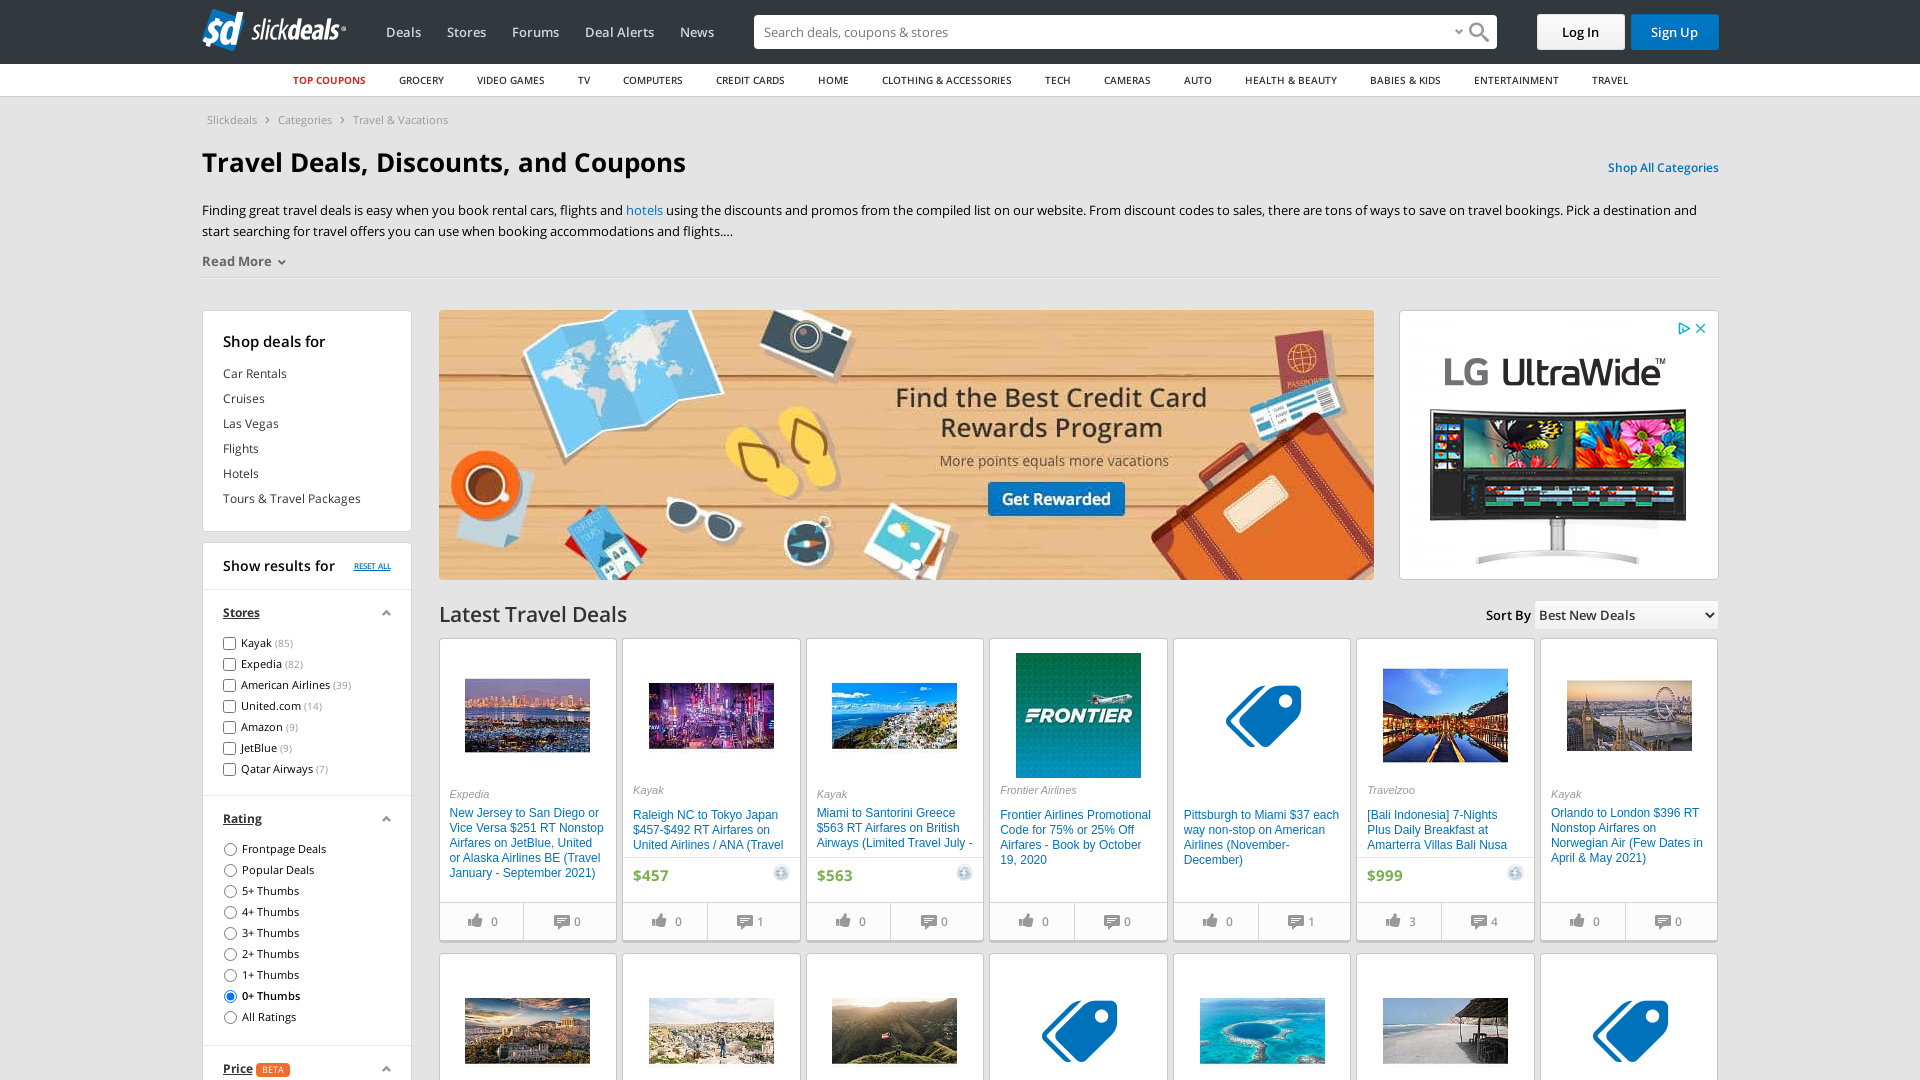 slickdeals
Deals
Stores
Forums
Deal Alerts
News
Search deals, coupons & stores
Log In
Sign Up
TOP COUPONS
GROCERY
VIDEO GAMES
TV
COMPUTERS
CREDIT CARDS
HOME
CLOTHING & ACCESSORIES
TECH
CAMERAS
AUTO
HEALTH & BEAUTY
BABIES & KIDS
ENTERTAINMENT
TRAVEL
Slickdeals
Categories
Travel & Vacations
Travel Deals, Discounts, and Coupons
Shop All Categories
Finding great travel deals is easy when you book rental cars, flights and hotels using the discounts and promos from the compiled list on our website. From discount codes to sales, there are tons of ways to save on travel bookings. Pick a destination and
start searching for travel offers you can use when booking accommodations and flights....
Read More
Shop deals for
Car Rentals
Cruises
Las Vegas
Flights
Hotels
Tours & Travel Packages
Show results for
RESET ALL
Stores
Kayak (85)
Expedia (82)
American Airlines (39)
United.com (14)
Amazon (9)
JetBlue (9)
Qatar Airways (7)
Rating
Frontpage Deals
Popular Deals
5+ Thumbs
4+ Thumbs
3+ Thumbs
2+ Thumbs
1+ Thumbs
0+ Thumbs
All Ratings
Price BETA
PASSPORT
Find the Best Credit Card
Rewards Program
More points equals more vacations
Get Rewarded
LG UltraWide™
Latest Travel Deals
Sort By Best New Deals
Expedia
New Jersey to San Diego or
Vice Versa $251 RT Nonstop
Airfares on JetBlue, United
or Alaska Airlines BE (Travel
January - September 2021)
0
0
Kayak
Raleigh NC to Tokyo Japan
$457-$492 RT Airfares on
United Airlines / ANA (Travel
$457
0
1
Kayak
Miami to Santorini Greece
$563 RT Airfares on British
Airways (Limited Travel July -
$563
0
0
FRONTIER
Frontier Airlines
Frontier Airlines Promotional
Code for 75% or 25% Off
Airfares - Book by October
19, 2020
0
0
Pittsburgh to Miami $37 each
way non-stop on American
Airlines (November-
December)
0
1
Travelzoo
[Bali Indonesia] 7-Nights
Plus Daily Breakfast at
Amarterra Villas Bali Nusa
$999
3
4
Kayak
Orlando to London $396 RT
Nonstop Airfares on
Norwegian Air (Few Dates in
April & May 2021)
0
0